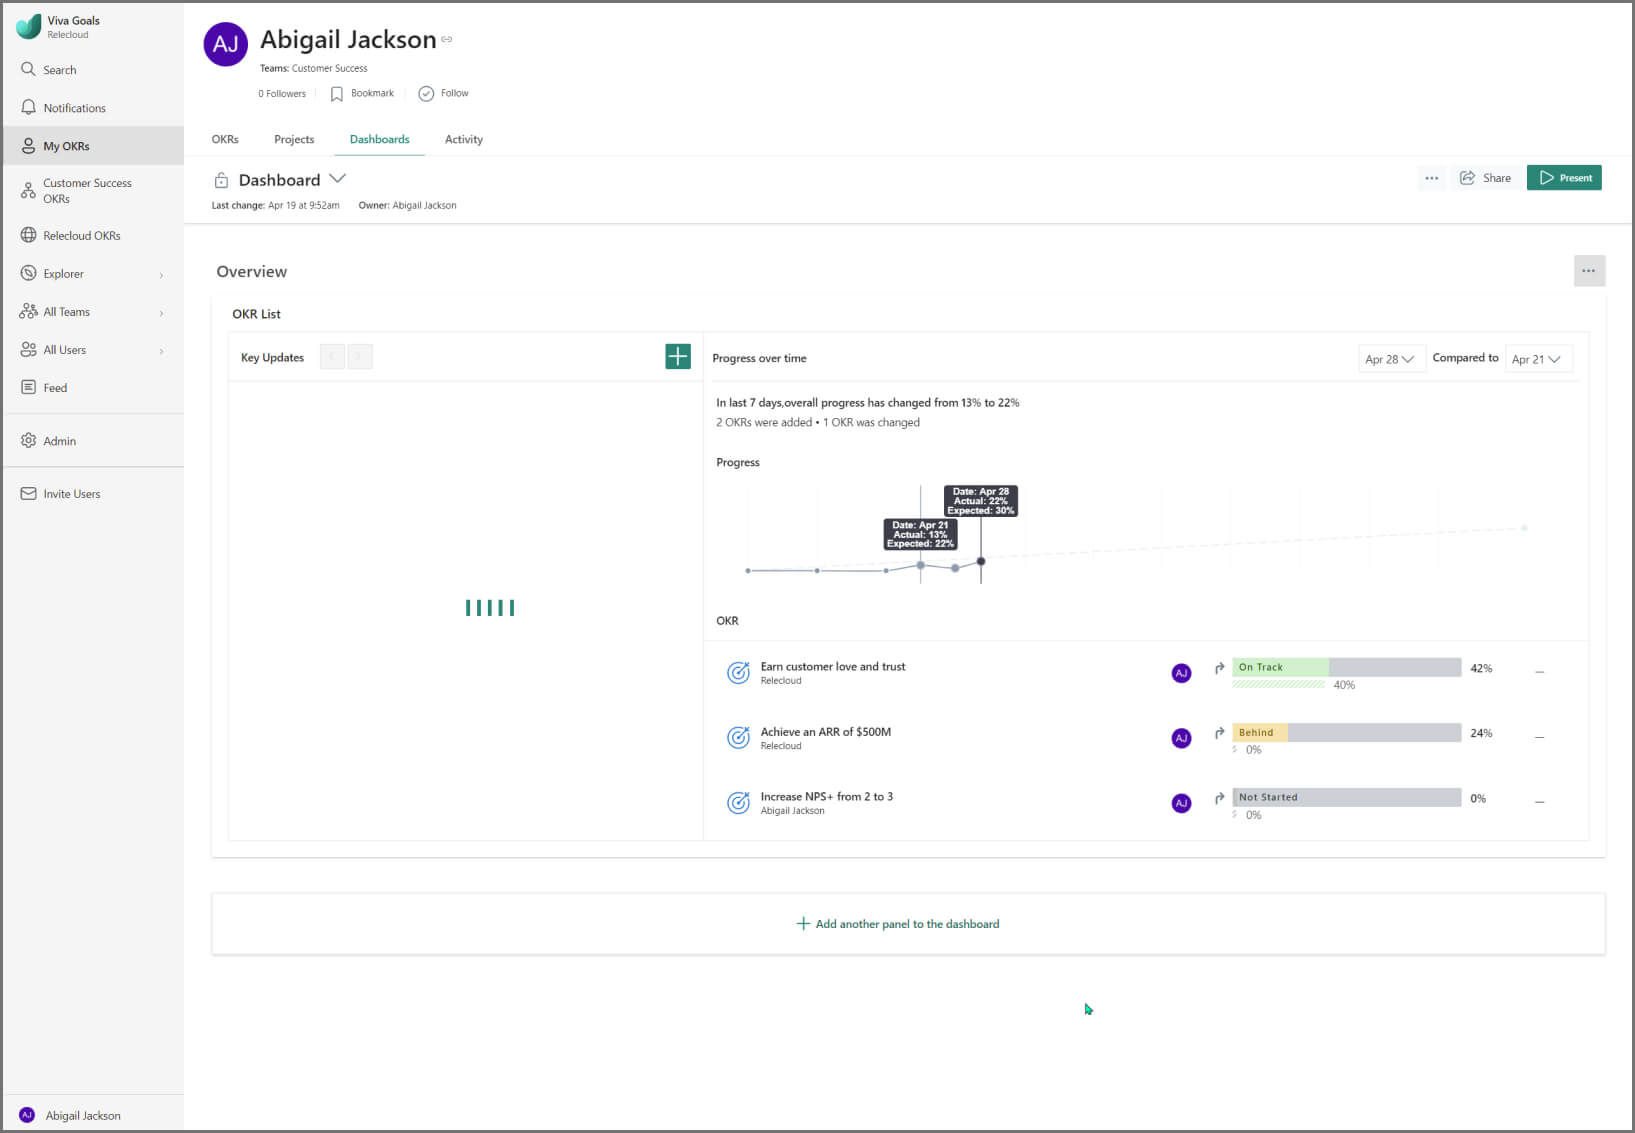 Viva Goals
Relecloud
Search
Notifications
My OKRs
Customer Success
OKRs
Relecloud OKRs
Explorer
All Teams
All Users
Feed
Admin
Invite Users
AJ Abigail Jackson
AJ
Abigail Jackson
Teams: Customer Success
0 Followers Bookmark Follow
OKRs Projects Dashboards Activity
Dashboard
Last change: Apr 19 at 9:52am Owner: Abigail Jackson
Share Present
Overview
OKR List
Key Updates
Progress over time Apr 28 Compared to Apr 21
In last 7 days,overall progress has changed from 13% to 22%
2 OKRs were added • 1 OKR was changed
Progress
Date: Apr 28
Actual: 22%
Expected: 30%
Date: Apr 21
Actual: 13%
Expected: 22%
OKR
Earn customer love and trust
Relecloud
AJ
On Track 42% —
40%
Achieve an ARR of $500M
Relecloud
AJ
Behind 24% —
0%
Increase NPS+ from 2 to 3
Abigail Jackson
AJ
Not Started 0% —
0%
Add another panel to the dashboard